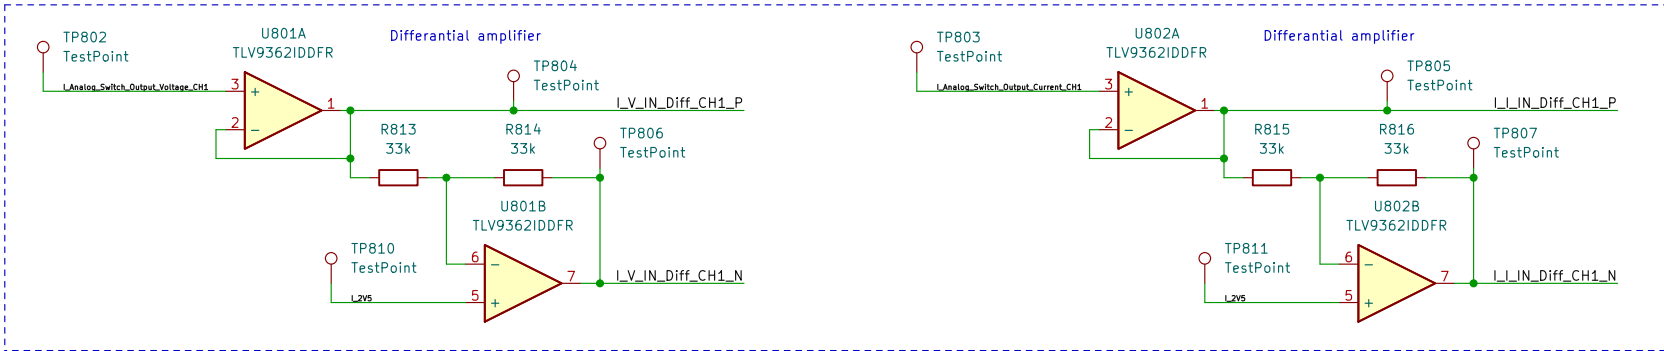 TP802
TestPoint
U801A
TLV9362IDDFR
Differantial amplifier
TP804
TestPoint
I_Analog_Switch_Output_Voltage_CH1
3
+
1
2
−
I_V_IN_Diff_CH1_P
R813
33k
R814
33k
TP806
TestPoint
U801B
TLV9362IDDFR
TP810
TestPoint
6
−
7
I_V_IN_Diff_CH1_N
I_2V5
5
+
TP803
TestPoint
U802A
TLV9362IDDFR
Differantial amplifier
TP805
TestPoint
I_Analog_Switch_Output_Current_CH1
3
+
1
2
−
I_I_IN_Diff_CH1_P
R815
33k
R816
33k
TP807
TestPoint
U802B
TLV9362IDDFR
TP811
TestPoint
6
−
7
I_I_IN_Diff_CH1_N
I_2V5
5
+